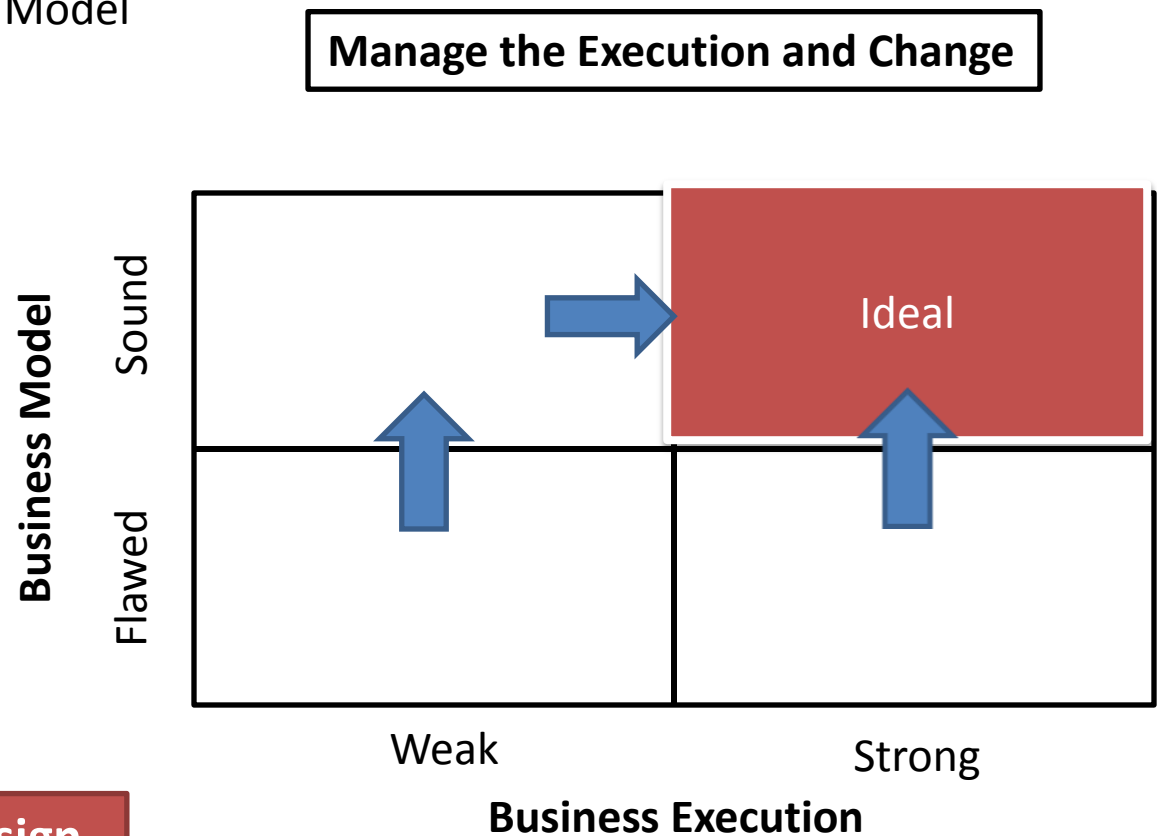 Model
Manage the Execution and Change
Business Model
Sound
Flawed
Ideal
Weak
Strong
Business Execution